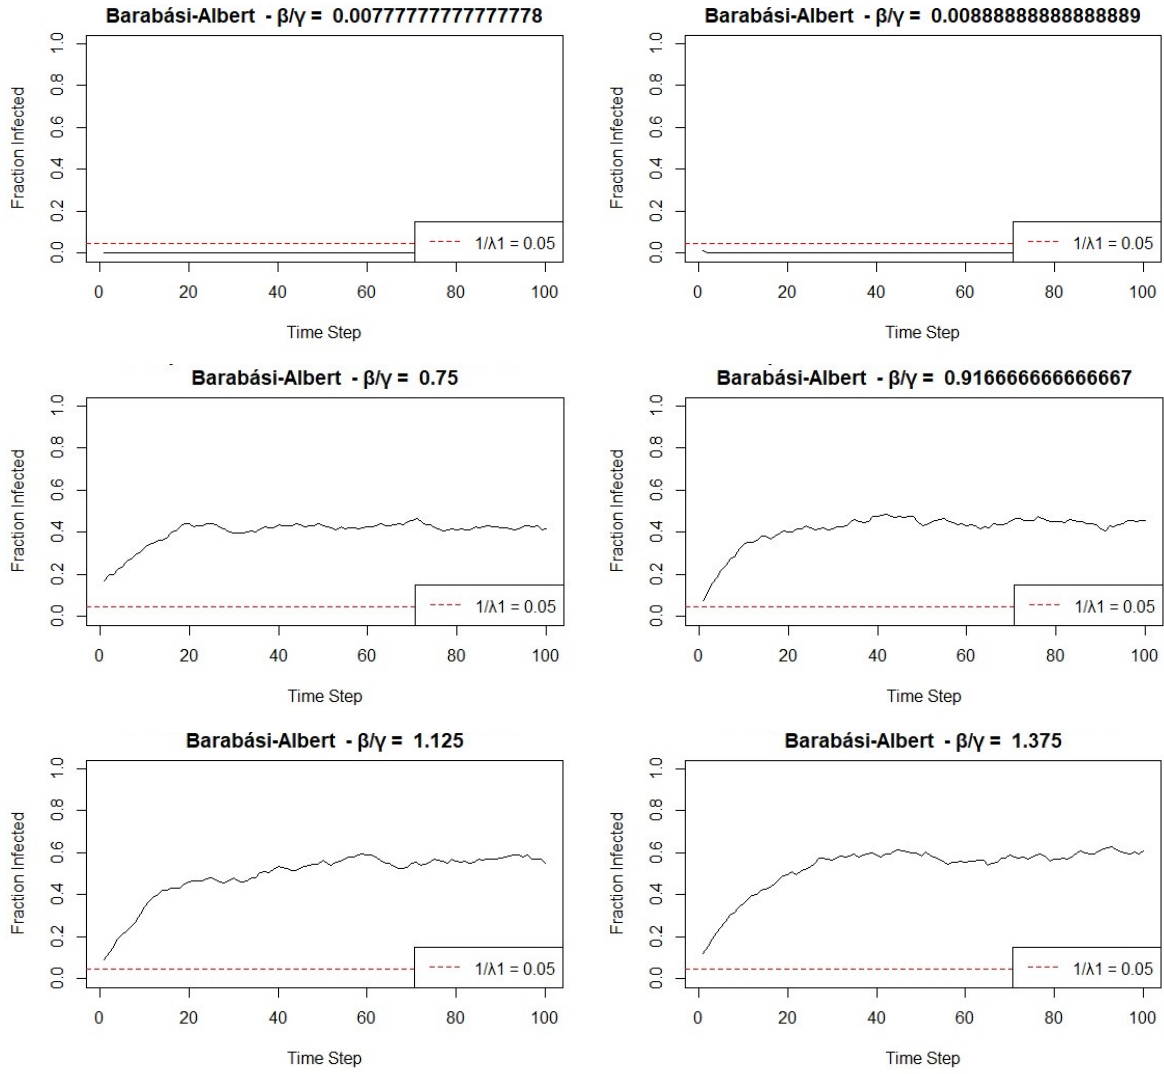 Barabási-Albert - β/γ = 0.00777777777777778
1.0
0.8
0.6
0.4
0.2
0.0
Fraction Infected
1/λ1 = 0.05
0 20 40 60 80 100
Time Step
Barabási-Albert - β/γ = 0.00888888888888889
1.0
0.8
0.6
0.4
0.2
0.0
Fraction Infected
1/λ1 = 0.05
0 20 40 60 80 100
Time Step
Barabási-Albert - β/γ = 0.75
1.0
0.8
0.6
0.4
0.2
0.0
Fraction Infected
1/λ1 = 0.05
0 20 40 60 80 100
Time Step
Barabási-Albert - β/γ = 0.916666666666667
1.0
0.8
0.6
0.4
0.2
0.0
Fraction Infected
1/λ1 = 0.05
0 20 40 60 80 100
Time Step
Barabási-Albert - β/γ = 1.125
1.0
0.8
0.6
0.4
0.2
0.0
Fraction Infected
1/λ1 = 0.05
0 20 40 60 80 100
Time Step
Barabási-Albert - β/γ = 1.375
1.0
0.8
0.6
0.4
0.2
0.0
Fraction Infected
1/λ1 = 0.05
0 20 40 60 80 100
Time Step